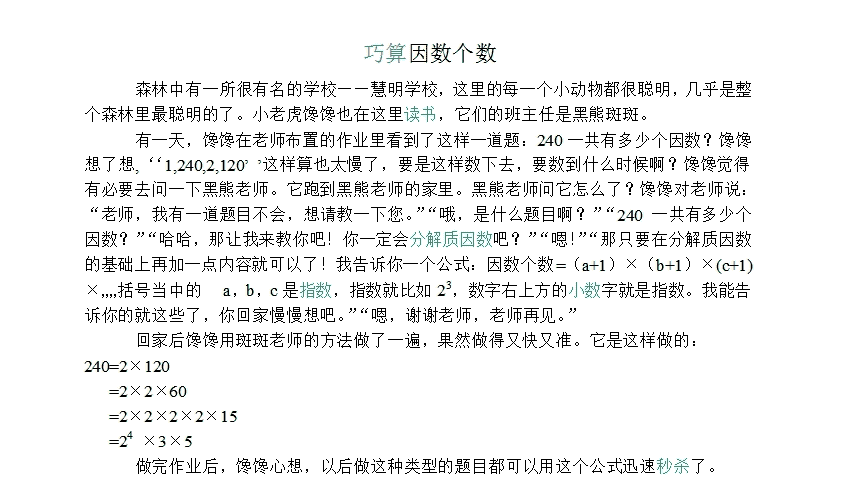 巧算因数个数
森林中有一所很有名的学校——慧明学校，这里的每一个小动物都很聪明，几乎是整
个森林里最聪明的了。小老虎馋馋也在这里读书，它们的班主任是黑熊斑斑。
有一天，馋馋在老师布置的作业里看到了这样一道题：240 一共有多少个因数？馋馋
想了想，‘‘1,240,2,120’ ’这样算也太慢了，要是这样数下去，要数到什么时候啊？馋馋觉得
有必要去问一下黑熊老师。它跑到黑熊老师的家里。黑熊老师问它怎么了？馋馋对老师说：
“老师，我有一道题目不会，想请教一下您。”“哦，是什么题目啊？”“240 一共有多少个
因数？”“哈哈，那让我来教你吧！你一定会分解质因数吧？”“嗯!”“那只要在分解质因数
的基础上再加一点内容就可以了！我告诉你一个公式：因数个数=（a+1）×（b+1）×(c+1)
×„„括号当中的 a，b，c 是指数，指数就比如 2³，数字右上方的小数字就是指数。我能告
诉你的就这些了，你回家慢慢想吧。”“嗯，谢谢老师，老师再见。”
回家后馋馋用斑斑老师的方法做了一遍，果然做得又快又准。它是这样做的：
240=2×120
=2×2×60
=2×2×2×2×15
=2⁴ ×3×5
做完作业后，馋馋心想，以后做这种类型的题目都可以用这个公式迅速秒杀了。